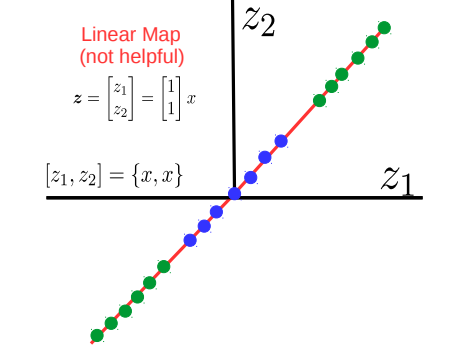 z₂
Linear Map
(not helpful)
z = [z₁ z₂] = [1 1] x
[z₁, z₂] = {x, x}
z₁